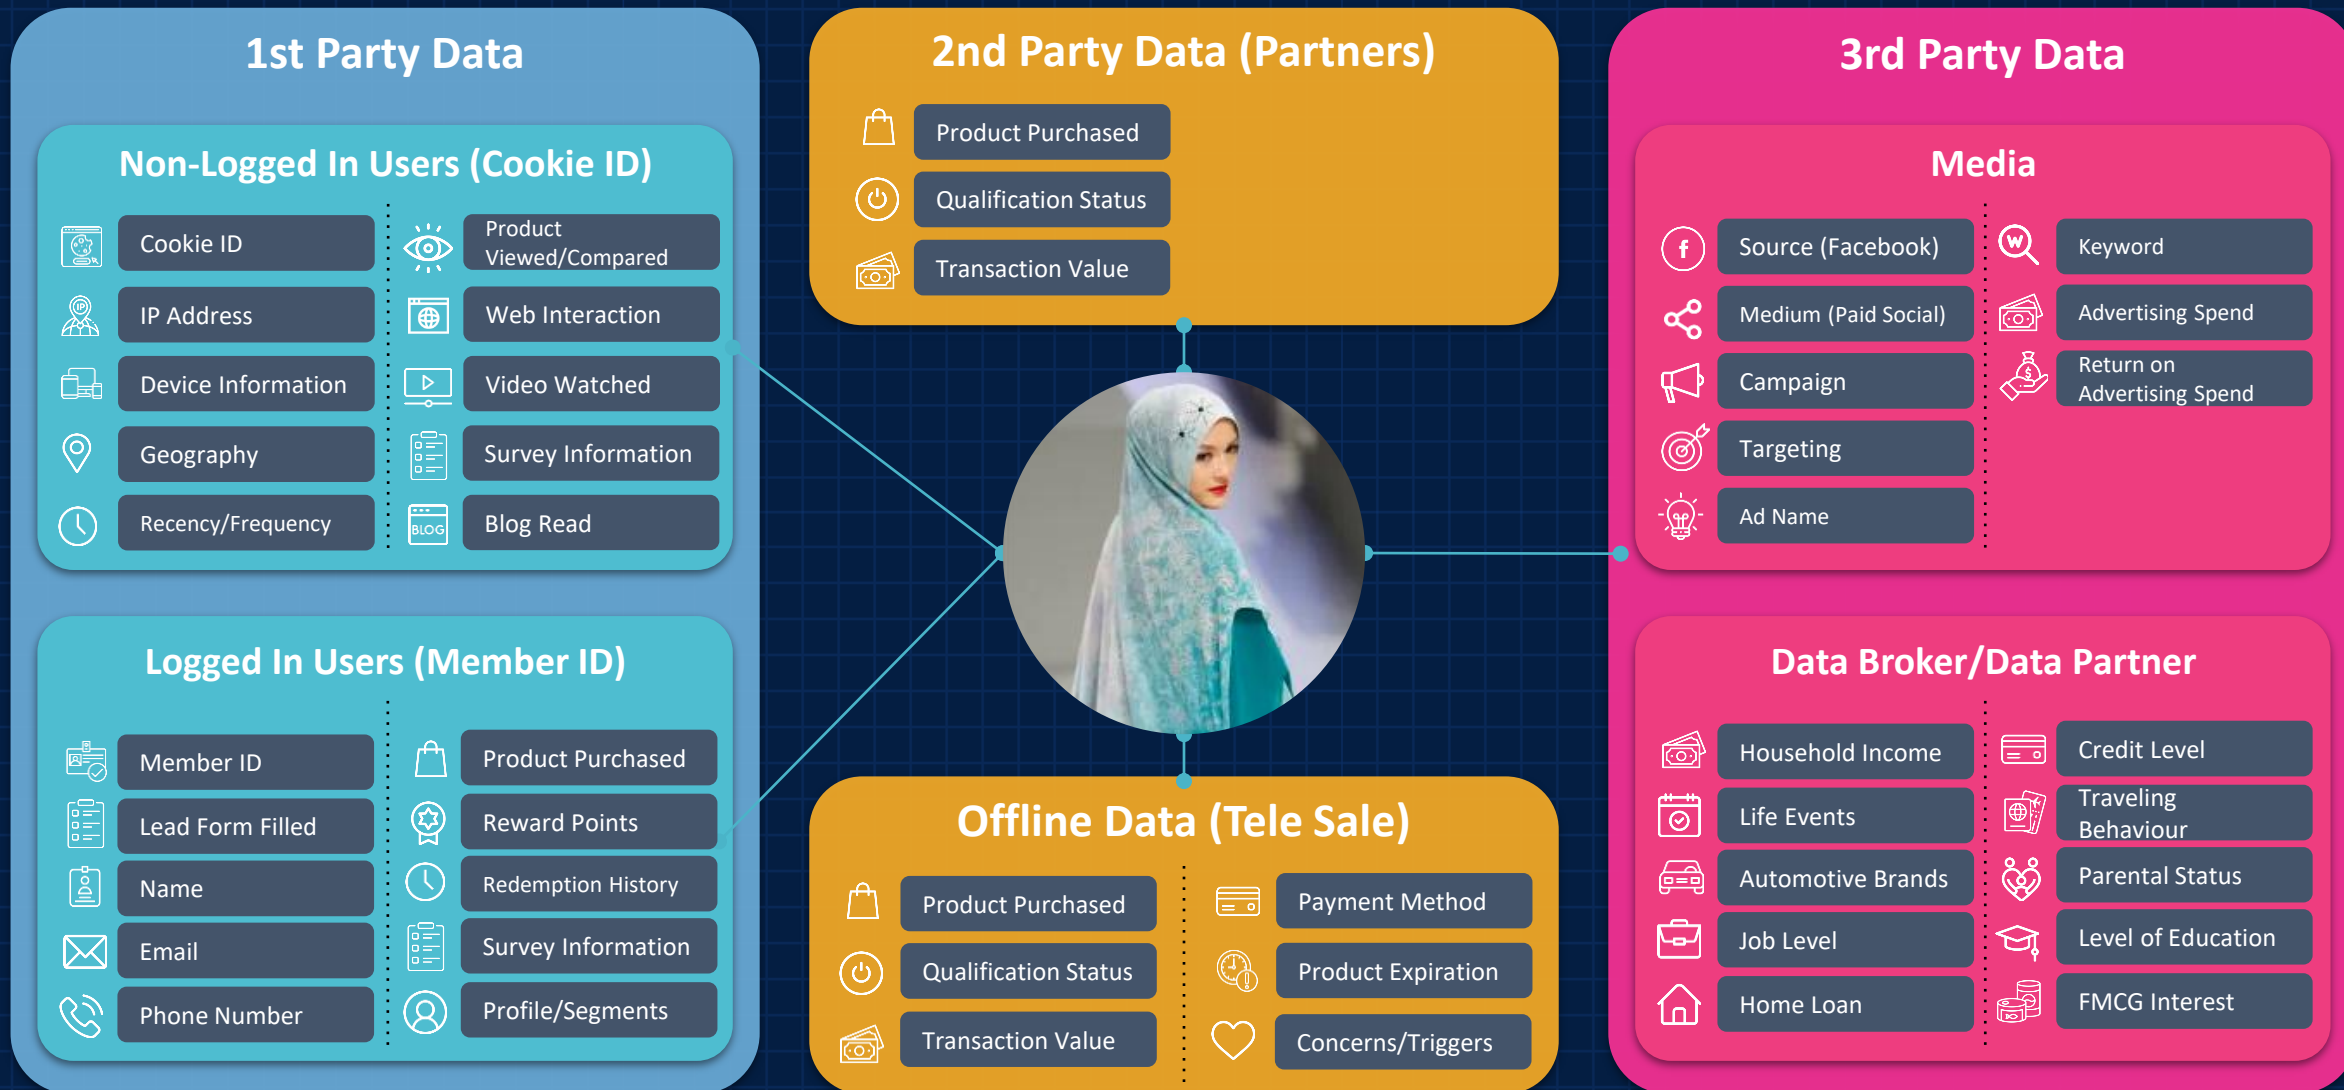 1st Party Data
Non-Logged In Users (Cookie ID)
Cookie ID
IP
IP Address
Device Information
Geography
Recency/Frequency
Product
Viewed/Compared
Web Interaction
Video Watched
Survey Information
BLOG
Blog Read
Logged In Users (Member ID)
Member ID
Lead Form Filled
Name
Email
Phone Number
Product Purchased
Reward Points
Redemption History
Survey Information
Profile/Segments
2nd Party Data (Partners)
Product Purchased
Qualification Status
Transaction Value
Offline Data (Tele Sale)
Product Purchased
Qualification Status
Transaction Value
Payment Method
Product Expiration
Concerns/Triggers
3rd Party Data
Media
f
Source (Facebook)
Medium (Paid Social)
Campaign
Targeting
Ad Name
W
Keyword
Advertising Spend
$
Return on
Advertising Spend
Data Broker/Data Partner
Household Income
Life Events
Automotive Brands
Job Level
Home Loan
Credit Level
Traveling
Behaviour
Parental Status
Level of Education
FMCG Interest